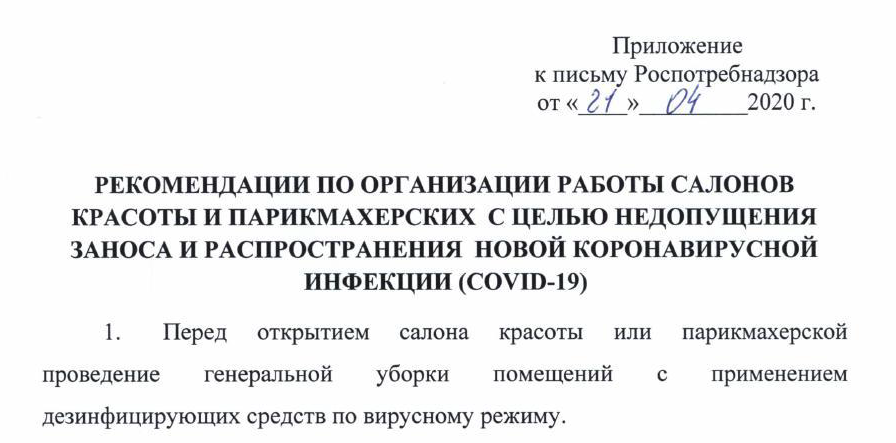 Приложение
к письму Роспотребнадзора
от «21»  04  2020 г.
РЕКОМЕНДАЦИИ ПО ОРГАНИЗАЦИИ РАБОТЫ САЛОНОВ
КРАСОТЫ И ПАРИКМАХЕРСКИХ С ЦЕЛЬЮ НЕДОПУЩЕНИЯ
ЗАНОСА И РАСПРОСТРАНЕНИЯ НОВОЙ КОРОНАВИРУСНОЙ
ИНФЕКЦИИ (COVID-19)
1. Перед открытием салона красоты или парикмахерской
проведение генеральной уборки помещений с применением
дезинфицирующих средств по вирусному режиму.